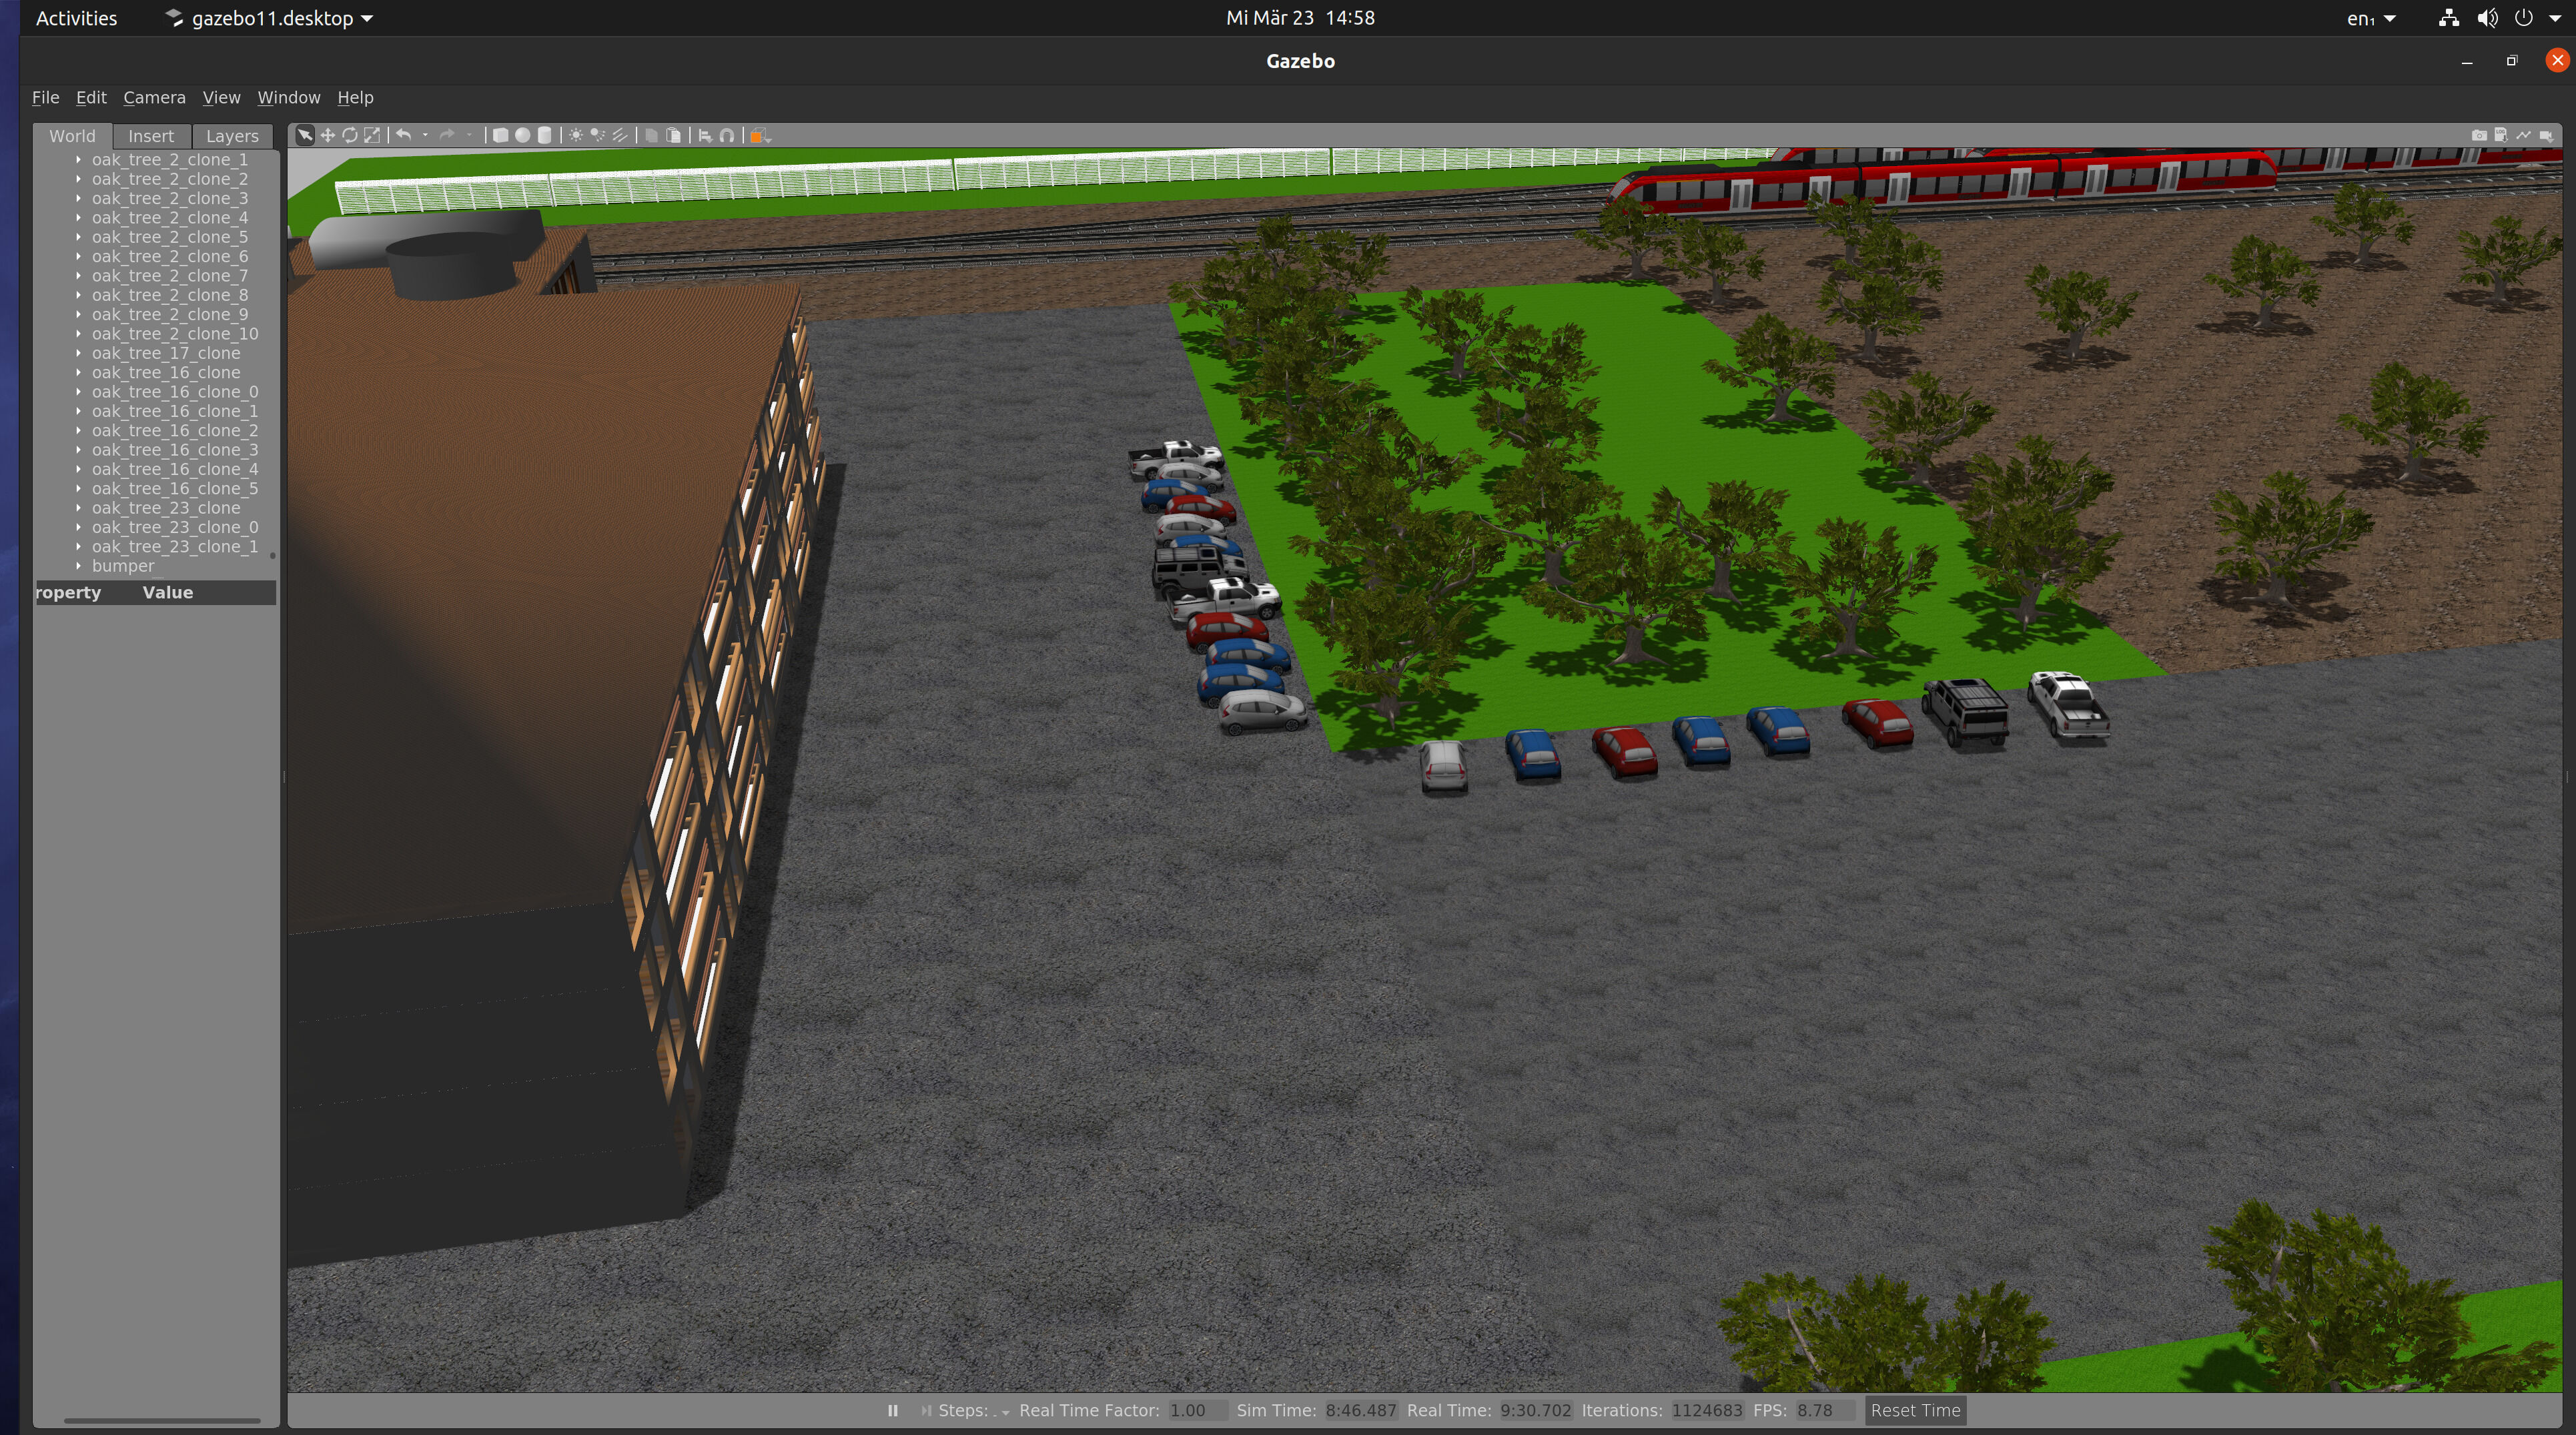 Activities gazebo11.desktop Mi Mär 23 14:58 en₁
Gazebo
File Edit Camera View Window Help
World Insert Layers
oak_tree_2_clone_1
oak_tree_2_clone_2
oak_tree_2_clone_3
oak_tree_2_clone_4
oak_tree_2_clone_5
oak_tree_2_clone_6
oak_tree_2_clone_7
oak_tree_2_clone_8
oak_tree_2_clone_9
oak_tree_2_clone_10
oak_tree_17_clone
oak_tree_16_clone
oak_tree_16_clone_0
oak_tree_16_clone_1
oak_tree_16_clone_2
oak_tree_16_clone_3
oak_tree_16_clone_4
oak_tree_16_clone_5
oak_tree_23_clone
oak_tree_23_clone_0
oak_tree_23_clone_1
bumper
roperty Value
Steps: Real Time Factor: 1.00 Sim Time: 8:46.487 Real Time: 9:30.702 Iterations: 1124683 FPS: 8.78 Reset Time